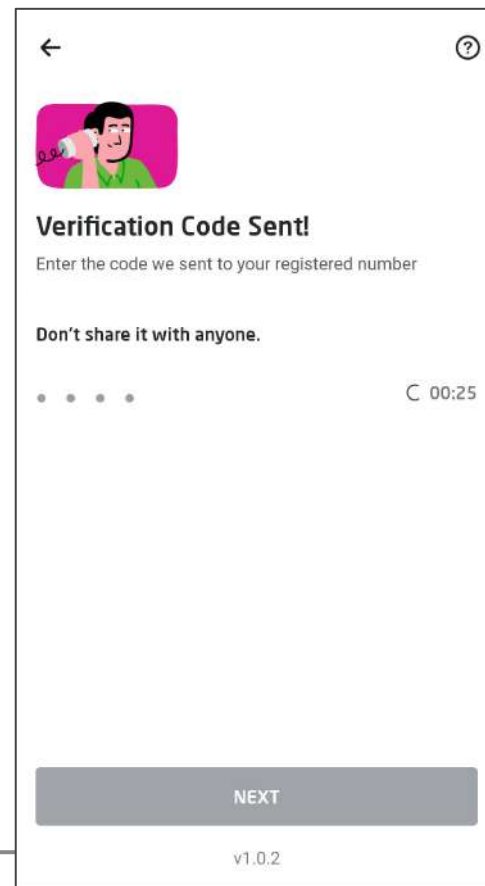 Verification Code Sent!
Enter the code we sent to your registered number
Don't share it with anyone.
00:25
NEXT
v1.0.2